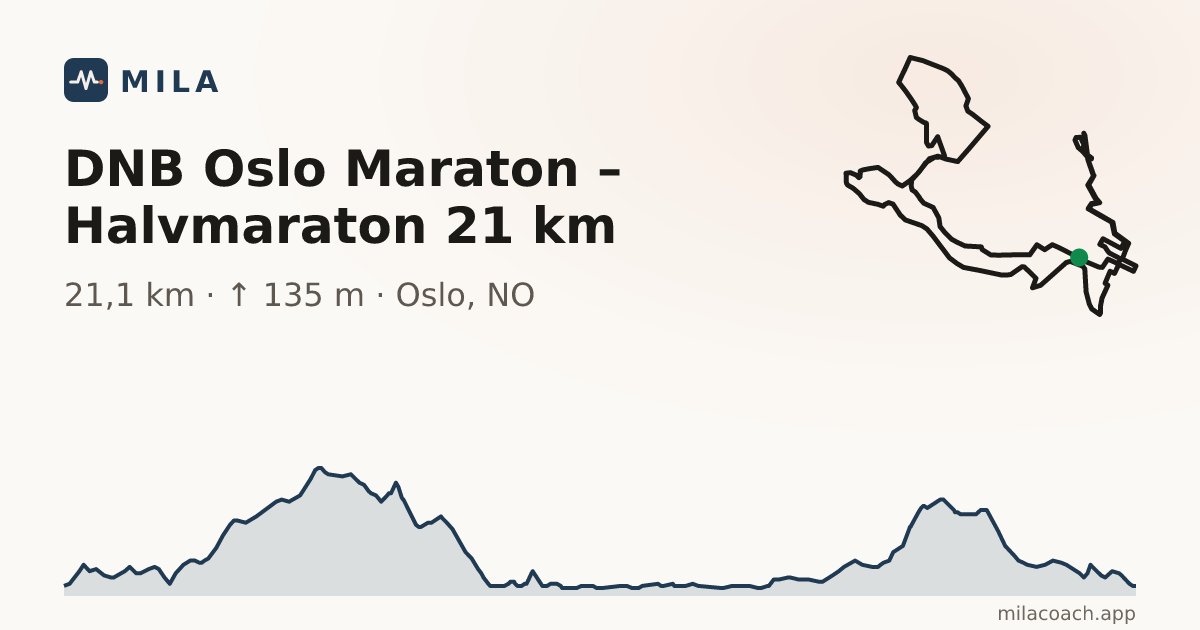 MILA
DNB Oslo Maraton –
Halvmaraton 21 km
21,1 km · ↑ 135 m · Oslo, NO
milacoach.app